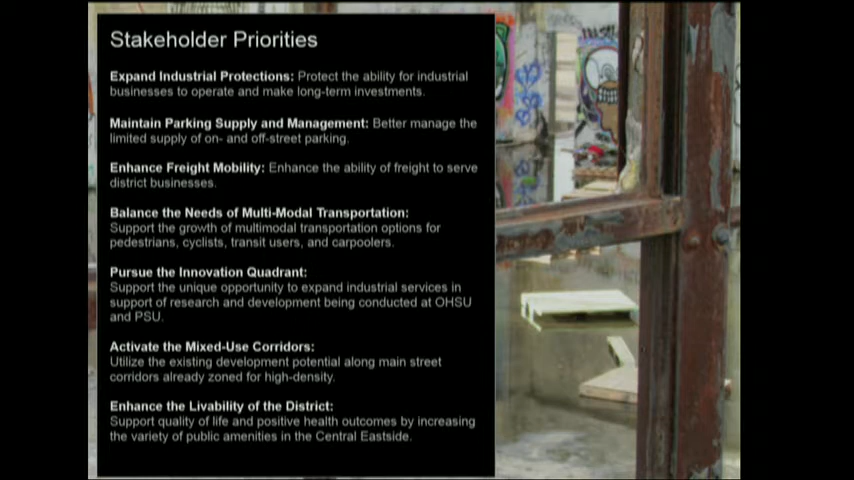 Stakeholder Priorities
Expand Industrial Protections: Protect the ability for industrial
businesses to operate and make long-term investments.
Maintain Parking Supply and Management: Better manage the
limited supply of on- and off-street parking.
Enhance Freight Mobility: Enhance the ability of freight to serve
district businesses.
Balance the Needs of Multi-Modal Transportation:
Support the growth of multimodal transportation options for
pedestrians, cyclists, transit users, and carpoolers.
Pursue the Innovation Quadrant:
Support the unique opportunity to expand industrial services in
support of research and development being conducted at OHSU
and PSU.
Activate the Mixed-Use Corridors:
Utilize the existing development potential along main street
corridors already zoned for high-density.
Enhance the Livability of the District:
Support quality of life and positive health outcomes by increasing
the variety of public amenities in the Central Eastside.